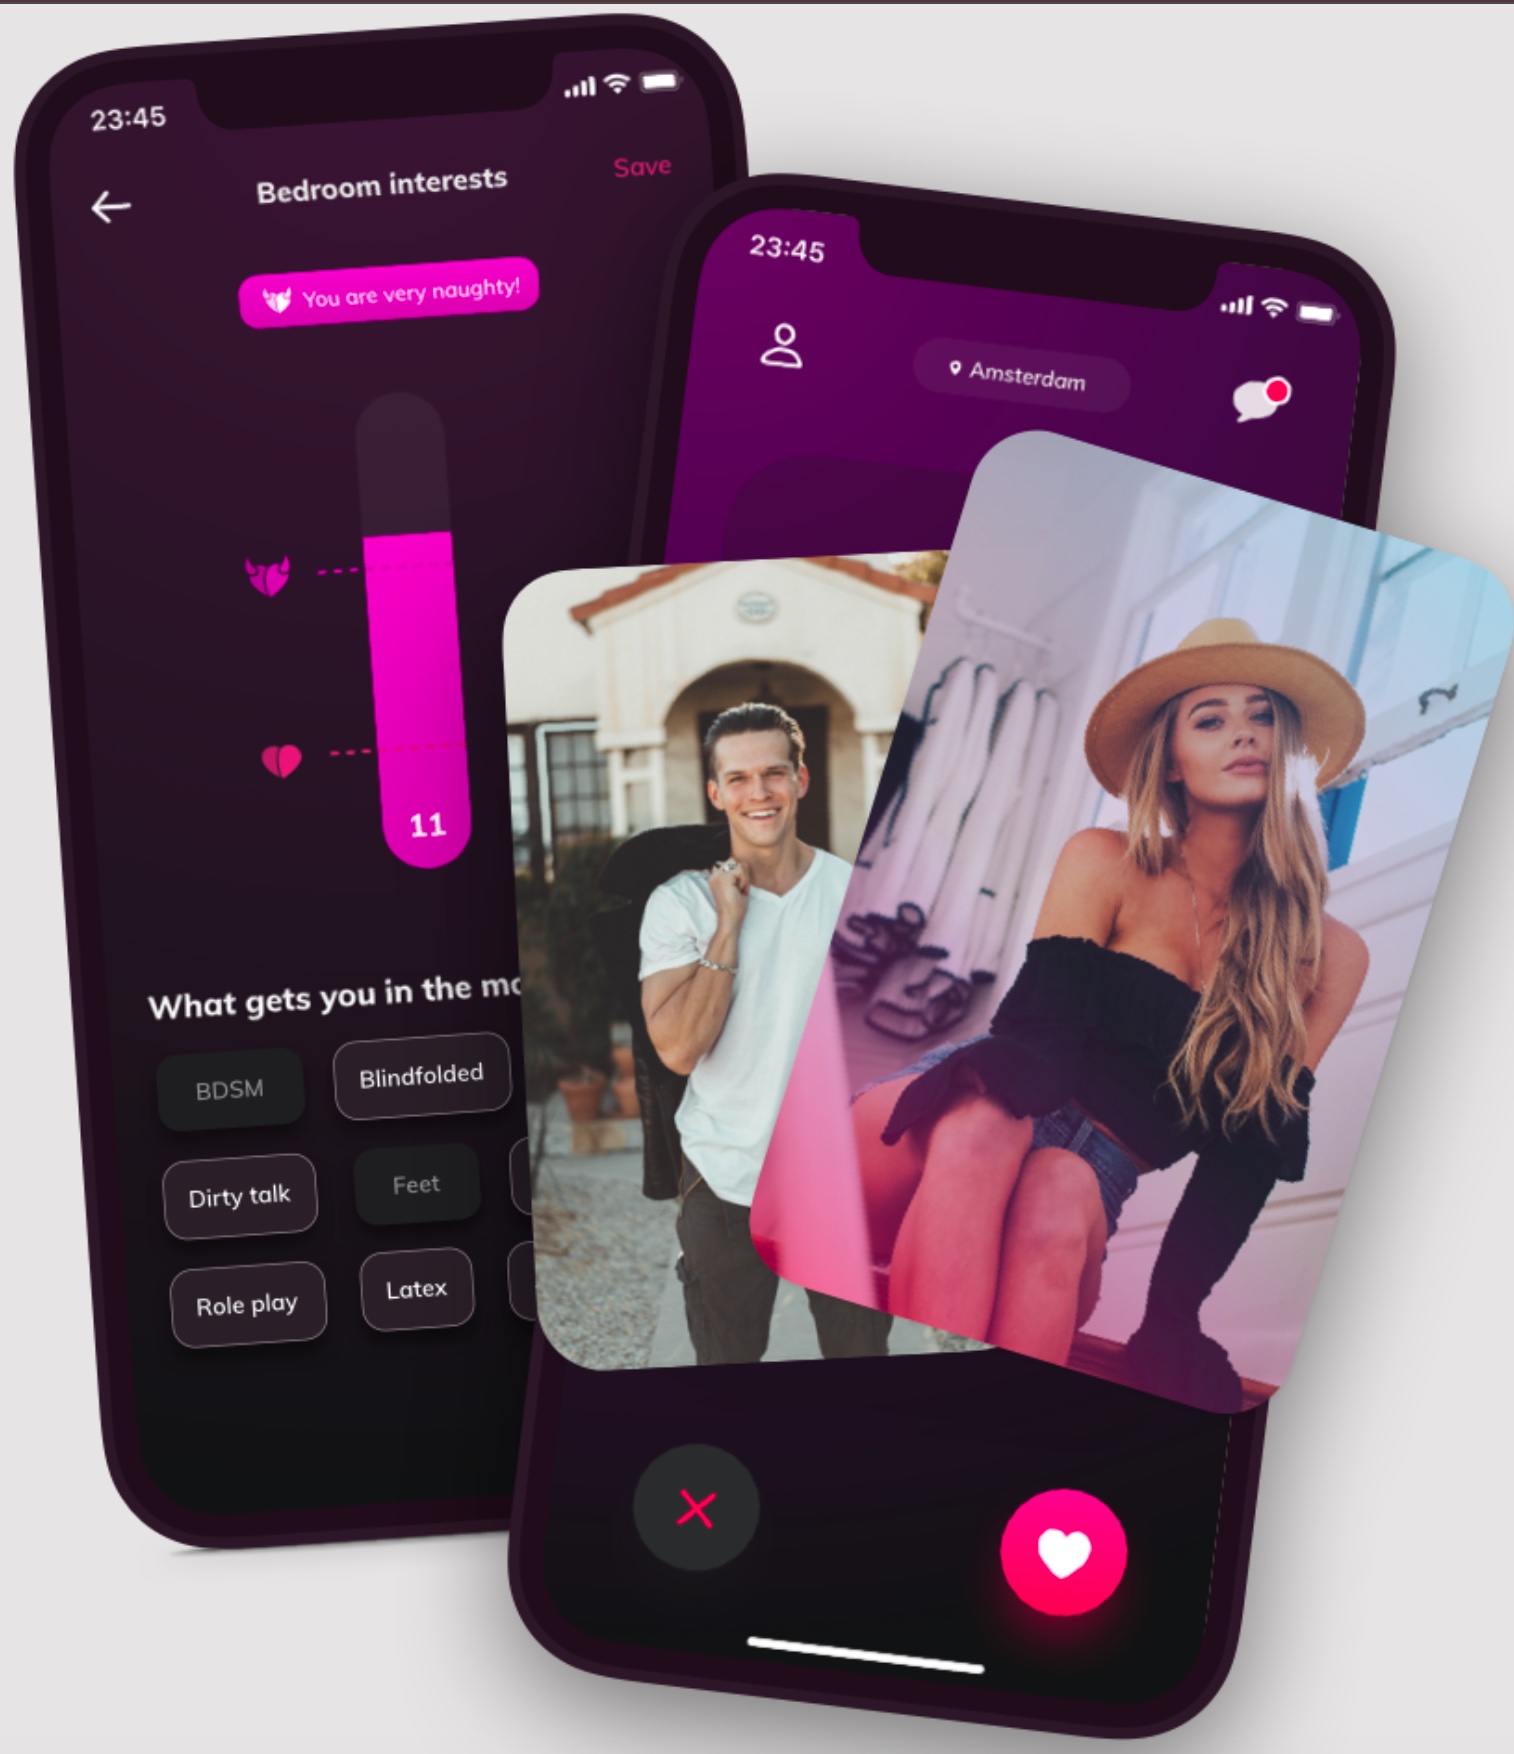 23:45
Bedroom interests
Save
You are very naughty!
11
What gets you in the
BDSM
Blindfolded
Dirty talk
Feet
Role play
Latex
23:45
Amsterdam